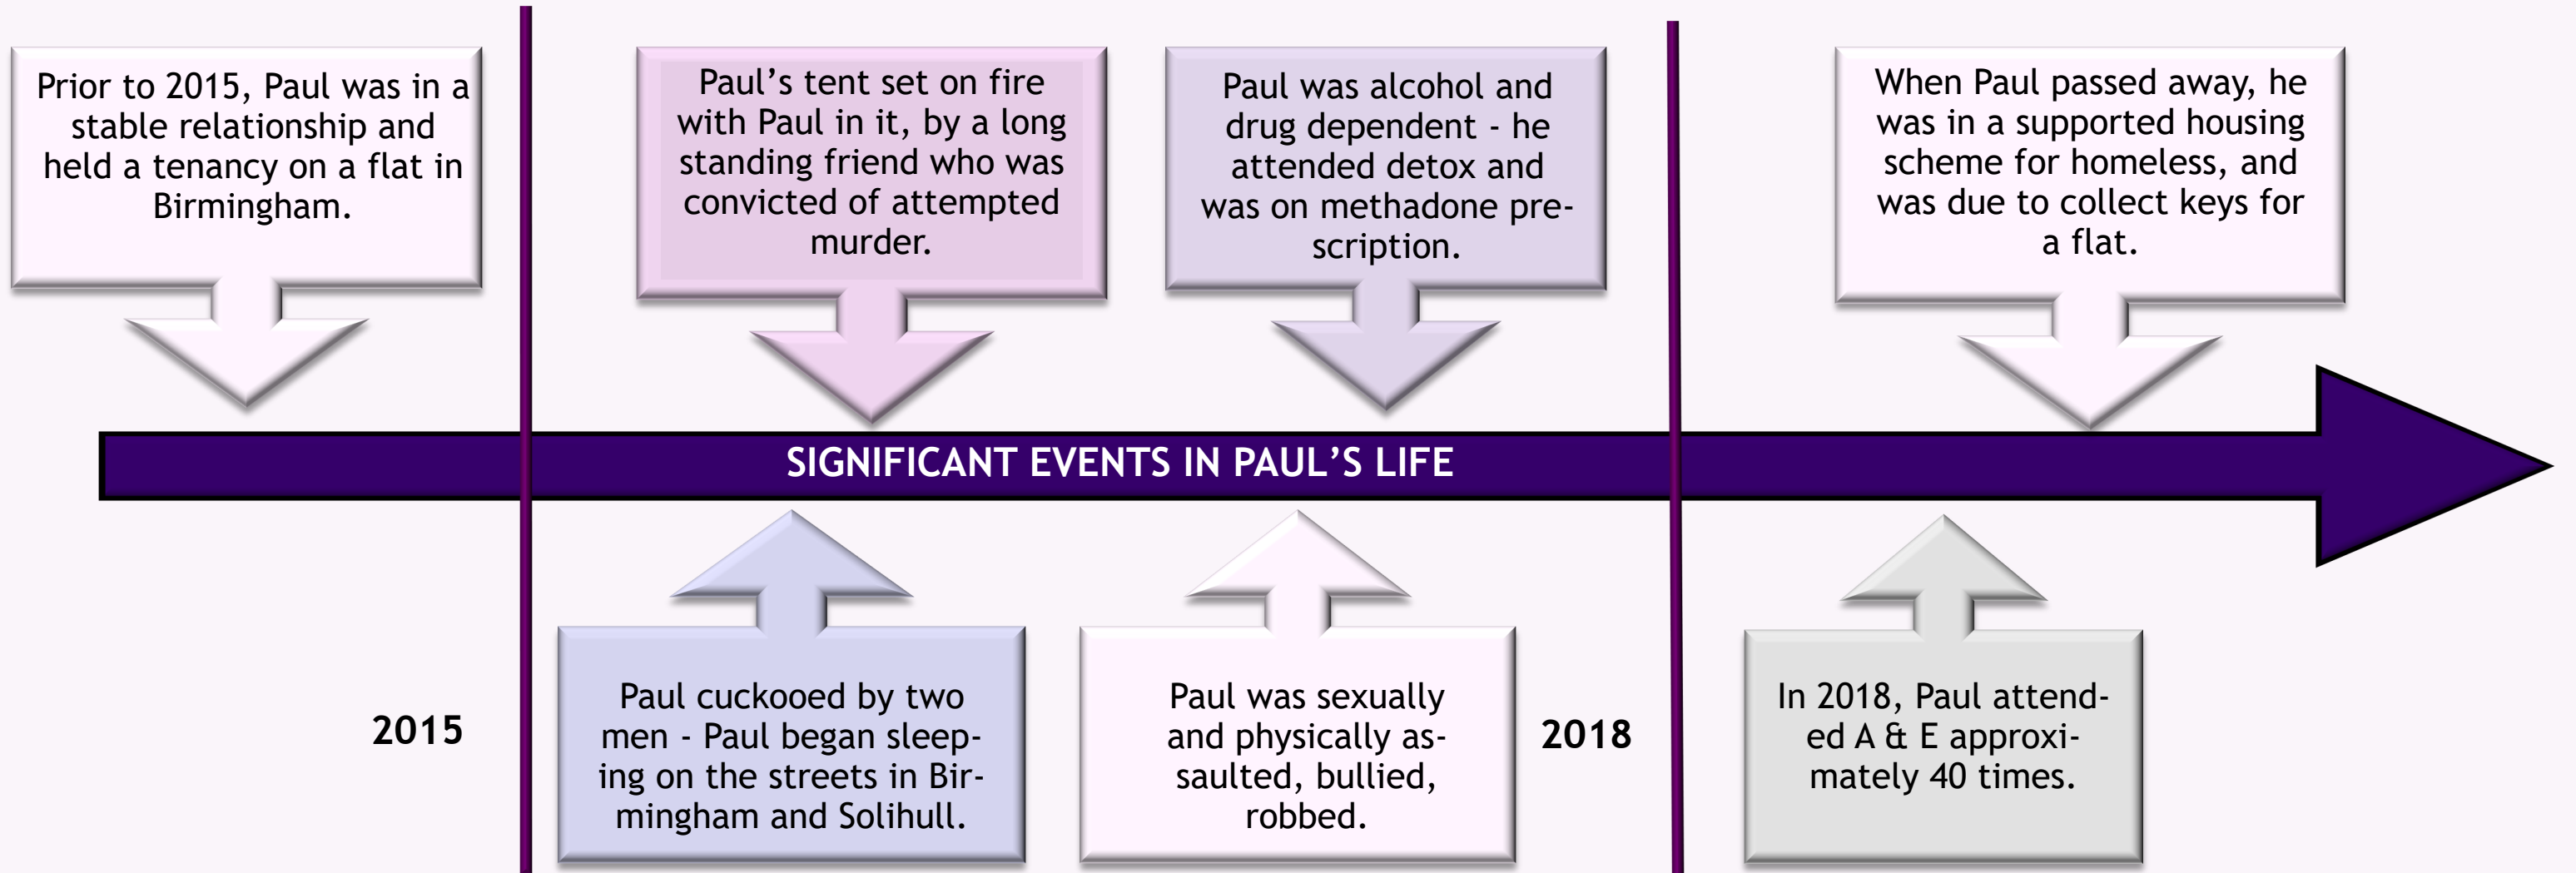 Prior to 2015, Paul was in a
stable relationship and
held a tenancy on a flat in
Birmingham.
Paul’s tent set on fire
with Paul in it, by a long
standing friend who was
convicted of attempted
murder.
Paul was alcohol and
drug dependent - he
attended detox and
was on methadone pre-
scription.
When Paul passed away, he
was in a supported housing
scheme for homeless, and
was due to collect keys for
a flat.
SIGNIFICANT EVENTS IN PAUL’S LIFE
2015
Paul cuckooed by two
men - Paul began sleep-
ing on the streets in Bir-
mingham and Solihull.
Paul was sexually
and physically as-
saulted, bullied,
robbed.
2018
In 2018, Paul attend-
ed A & E approxi-
mately 40 times.